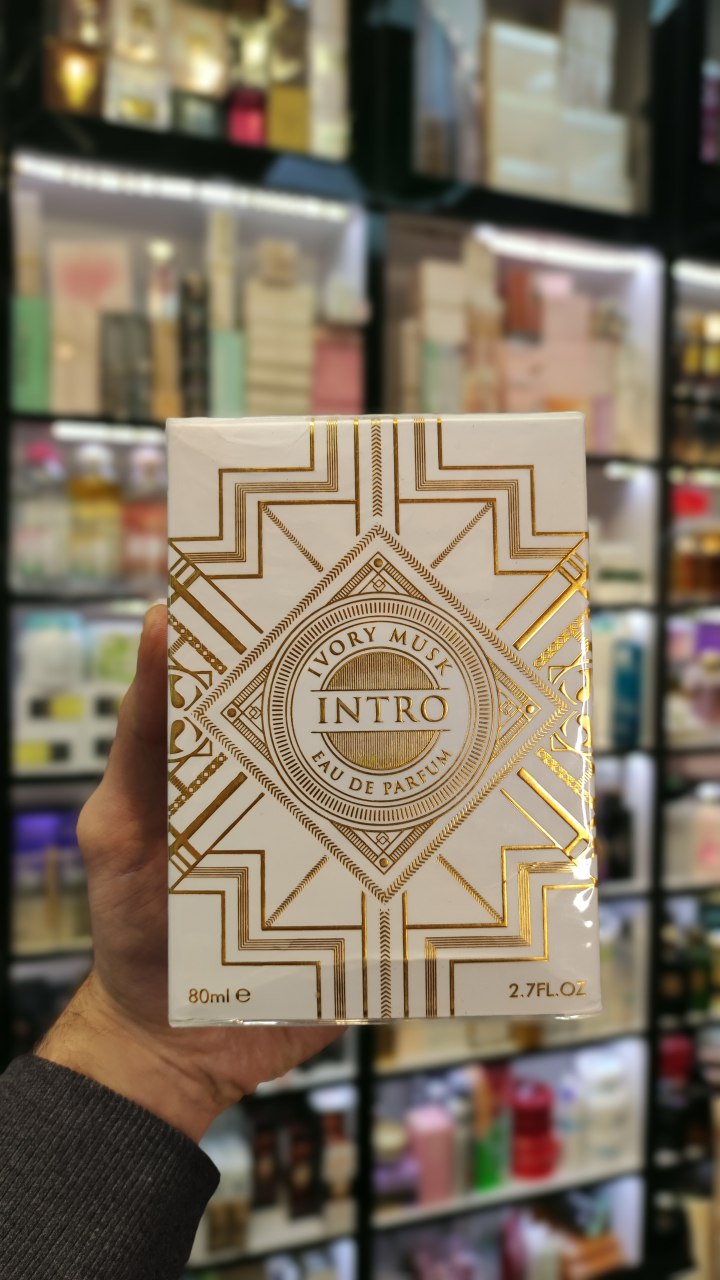 IVORY MUSK
INTRO
EAU DE PARFUM
80ml ℮
2.7FL.OZ